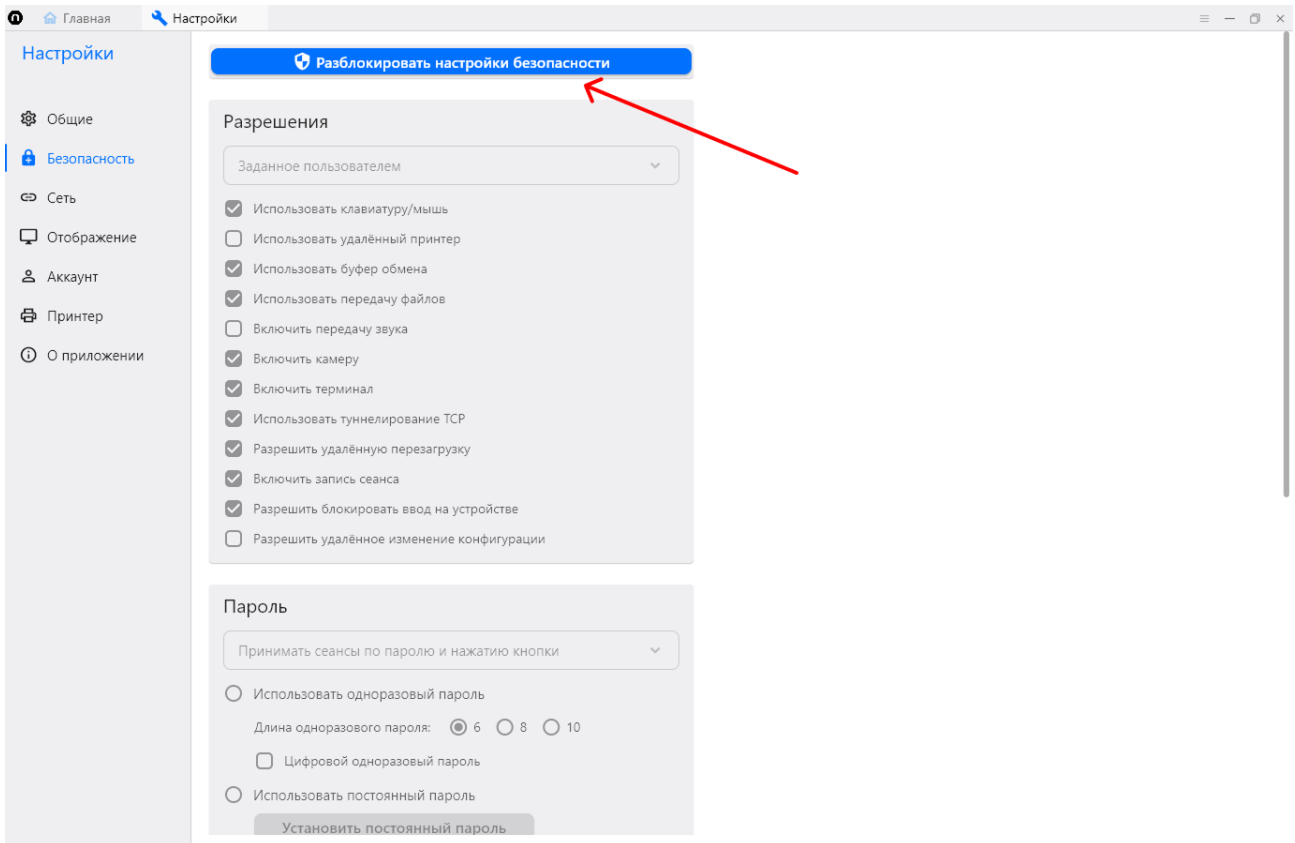 Главная
Настройки
Настройки
Общие
Безопасность
Сеть
Отображение
Аккаунт
Принтер
О приложении
Разблокировать настройки безопасности
Разрешения
Заданное пользователем
Использовать клавиатуру/мышь
Использовать удалённый принтер
Использовать буфер обмена
Использовать передачу файлов
Включить передачу звука
Включить камеру
Включить терминал
Использовать туннелирование TCP
Разрешить удалённую перезагрузку
Включить запись сеанса
Разрешить блокировать ввод на устройстве
Разрешить удалённое изменение конфигурации
Пароль
Принимать сеансы по паролю и нажатию кнопки
Использовать одноразовый пароль
Длина одноразового пароля: 6 8 10
Цифровой одноразовый пароль
Использовать постоянный пароль
Установить постоянный пароль